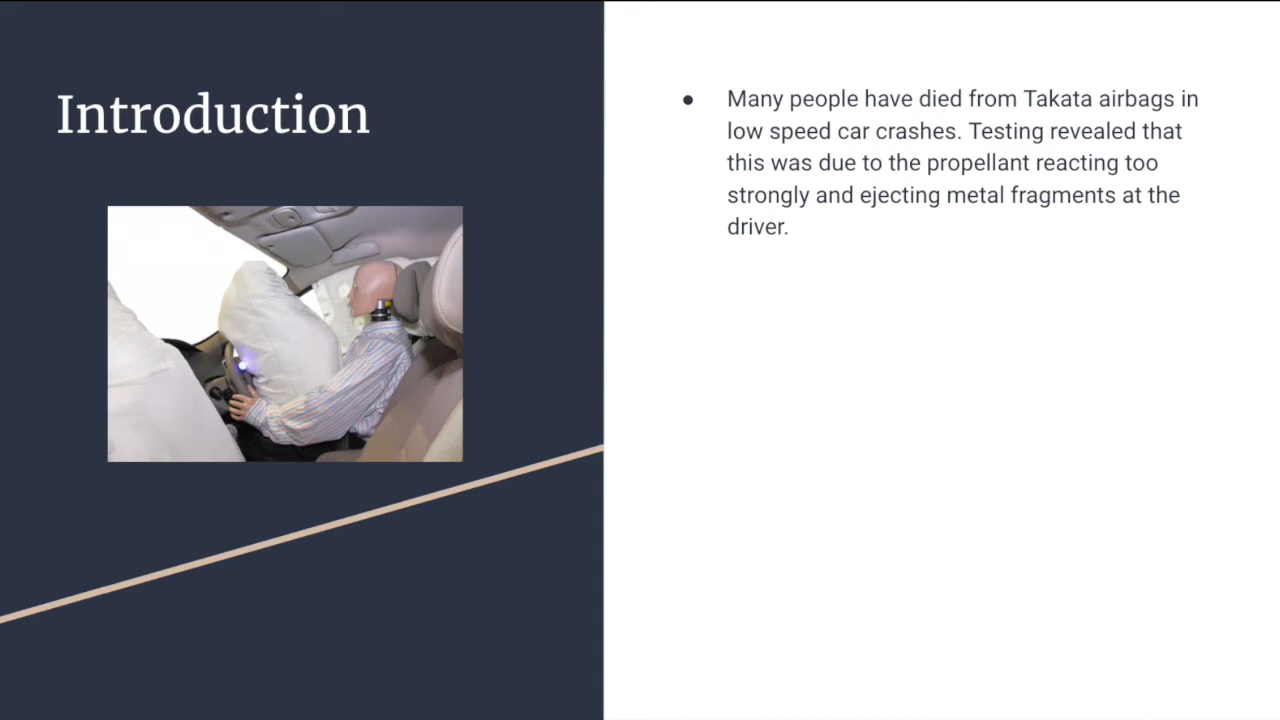 Introduction
● Many people have died from Takata airbags in
low speed car crashes. Testing revealed that
this was due to the propellant reacting too
strongly and ejecting metal fragments at the
driver.